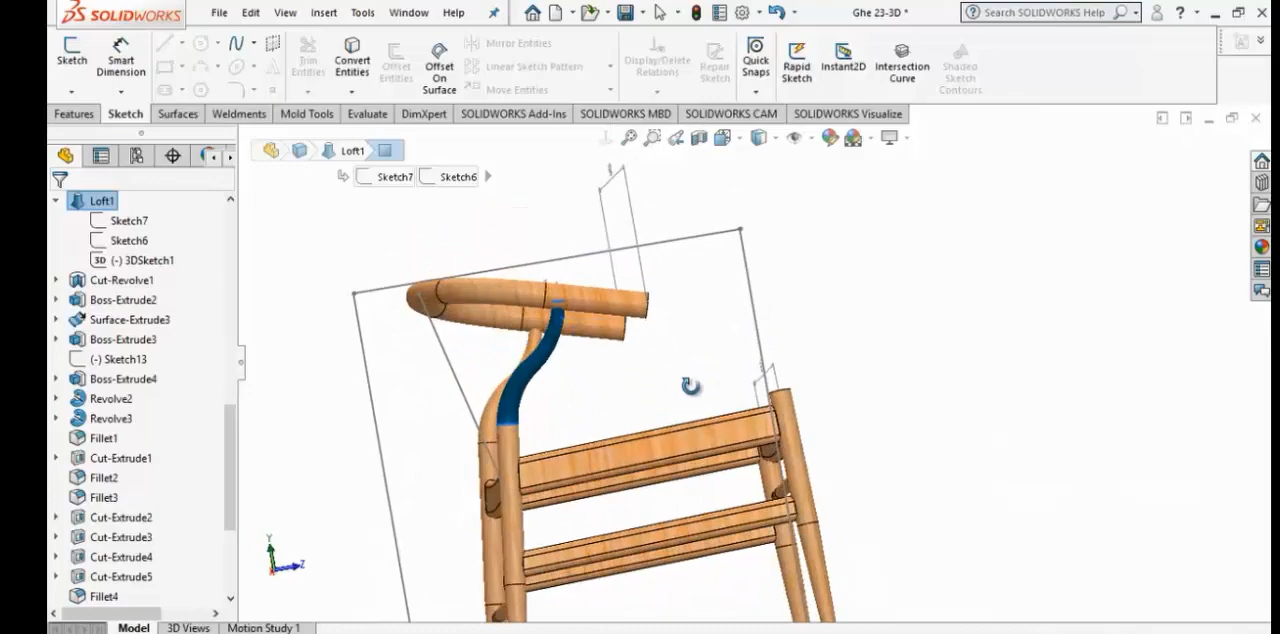 SOLIDWORKS File Edit View Insert Tools Window Help Ghe 23-3D * Search SOLIDWORKS Help ?
Sketch Smart Dimension Trim Entities Convert Entities Offset Entities Offset On Surface Mirror Entities Linear Sketch Pattern Move Entities Display/Delete Relations Repair Sketch Quick Snaps Rapid Sketch Instant2D Intersection Curve Shaded Sketch Contours
Features Sketch Surfaces Weldments Mold Tools Evaluate DimXpert SOLIDWORKS Add-Ins SOLIDWORKS MBD SOLIDWORKS CAM SOLIDWORKS Visualize
Loft1
Sketch7 Sketch6
Loft1
Sketch7
Sketch6
3D (-) 3DSketch1
Cut-Revolve1
Boss-Extrude2
Surface-Extrude3
Boss-Extrude3
(-) Sketch13
Boss-Extrude4
Revolve2
Revolve3
Fillet1
Cut-Extrude1
Fillet2
Fillet3
Cut-Extrude2
Cut-Extrude3
Cut-Extrude4
Cut-Extrude5
Fillet4
Y
Z
Model 3D Views Motion Study 1